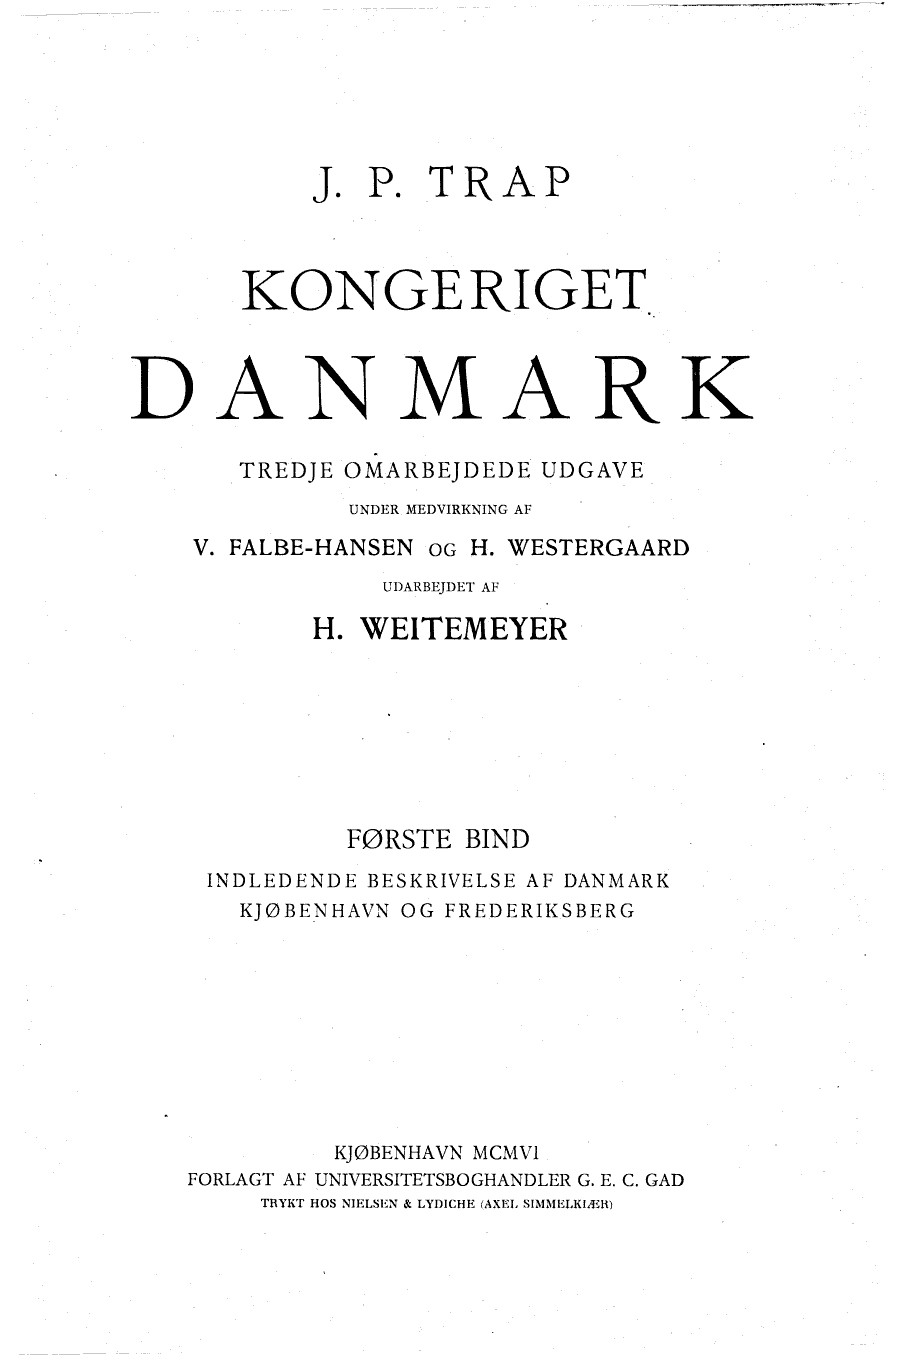 J. P. TRAP
KONGERIGET
DANMARK
TREDJE OMARBEJDEDE UDGAVE
UNDER MEDVIRKNING AF
V. FALBE-HANSEN OG H. WESTERGAARD
UDARBEJDET AF
H. WEITEMEYER
FØRSTE BIND
INDLEDENDE BESKRIVELSE AF DANMARK
KJØBENHAVN OG FREDERIKSBERG
KJØBENHAVN MCMVI
FORLAGT AF UNIVERSITETSBOGHANDLER G. E. C. GAD
TRYKT HOS NIELSEN & LYDICHE (AXEL SIMMELKIÆR)